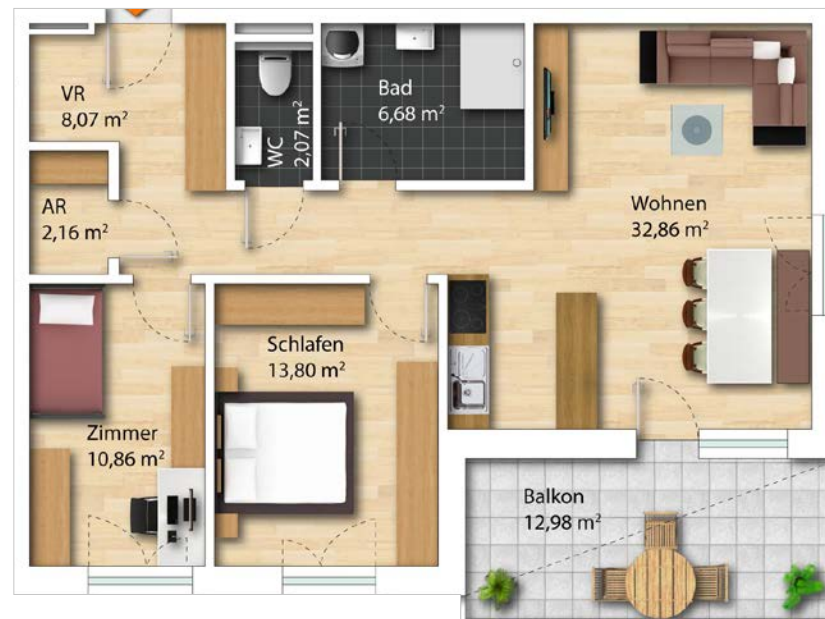 VR
8,07 m²
WC
2,07 m²
Bad
6,68 m²
AR
2,16 m²
Wohnen
32,86 m²
Schlafen
13,80 m²
Zimmer
10,86 m²
Balkon
12,98 m²